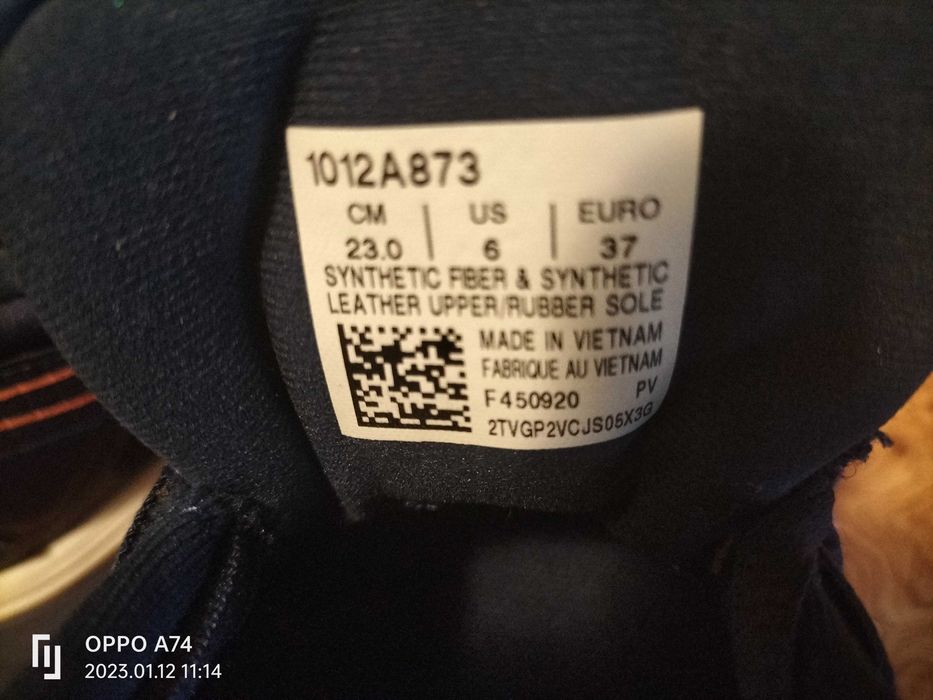 1012A873
CM | US | EURO
23.0 | 6 | 37
SYNTHETIC FIBER & SYNTHETIC
LEATHER UPPER/RUBBER SOLE
MADE IN VIETNAM
FABRIQUE AU VIETNAM
F450920 PV
2TVGP2VCJS05X3G
OPPO A74
2023.01.12 11:14